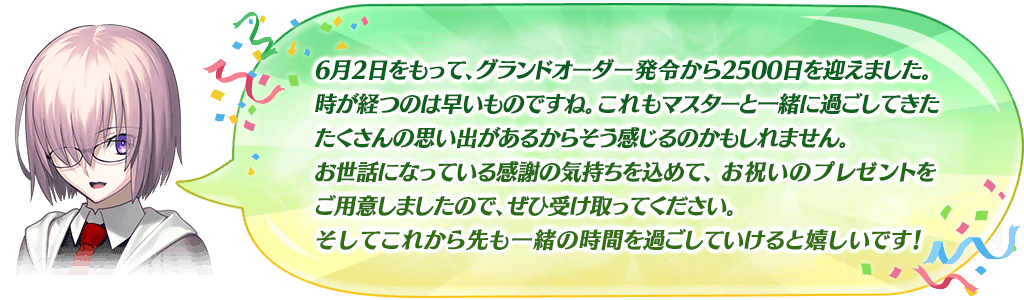 6月2日をもって、グランドオーダー発令から2500日を迎えました。
時が経つのは早いものですね。これもマスターと一緒に過ごしてきた
たくさんの思い出があるからそう感じるのかもしれません。
お世話になっている感謝の気持ちを込めて、お祝いのプレゼントを
ご用意しましたので、ぜひ受け取ってください。
そしてこれから先も一緒の時間を過ごしていけると嬉しいです!